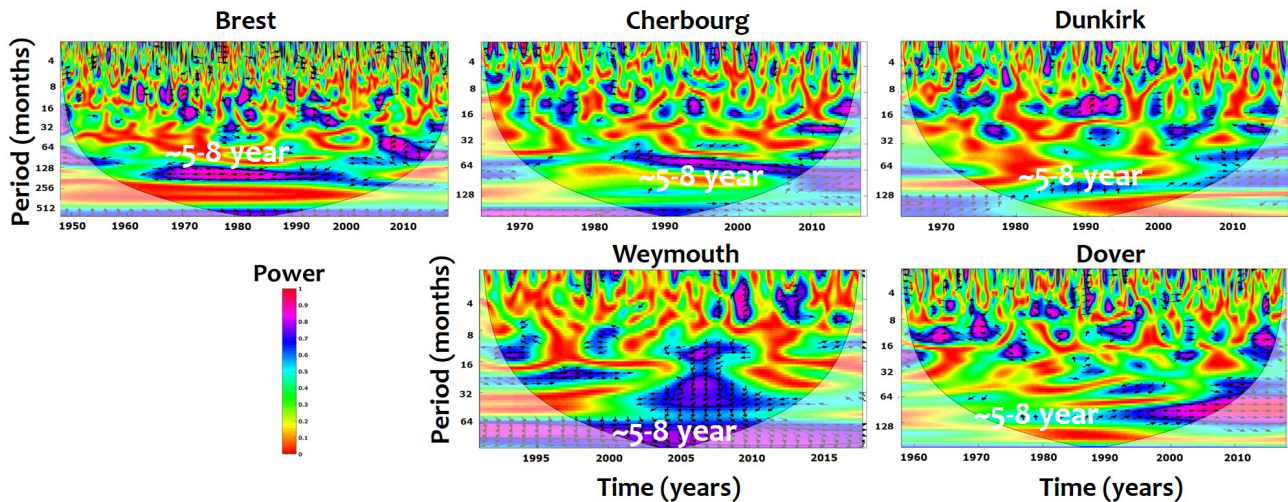 Brest
Cherbourg
Dunkirk
Period (months)
4
8
16
32
64
128
256
512
~5-8 year
1950 1960 1970 1980 1990 2000 2010
4
8
16
32
64
128
~5-8 year
1970 1980 1990 2000 2010
4
8
16
32
64
128
~5-8 year
1970 1980 1990 2000 2010
Power
1
0.9
0.8
0.7
0.6
0.5
0.4
0.3
0.2
0.1
0
Weymouth
Dover
Period (months)
4
8
16
32
64
~5-8 year
1995 2000 2005 2010 2015
4
8
16
32
64
128
~5-8 year
1960 1970 1980 1990 2000 2010
Time (years)
Time (years)